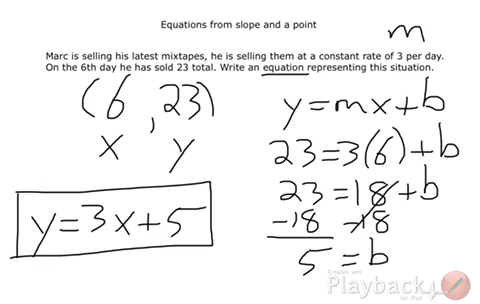 Equations from slope and a point
m
Marc is selling his latest mixtapes, he is selling them at a constant rate of 3 per day.
On the 6th day he has sold 23 total. Write an equation representing this situation.
(6, 23)
x y
y=3x+5
y=mx+b
23=3(6)+b
23=18+b
-18 -18
5=b
Created with
Playback
for iPad